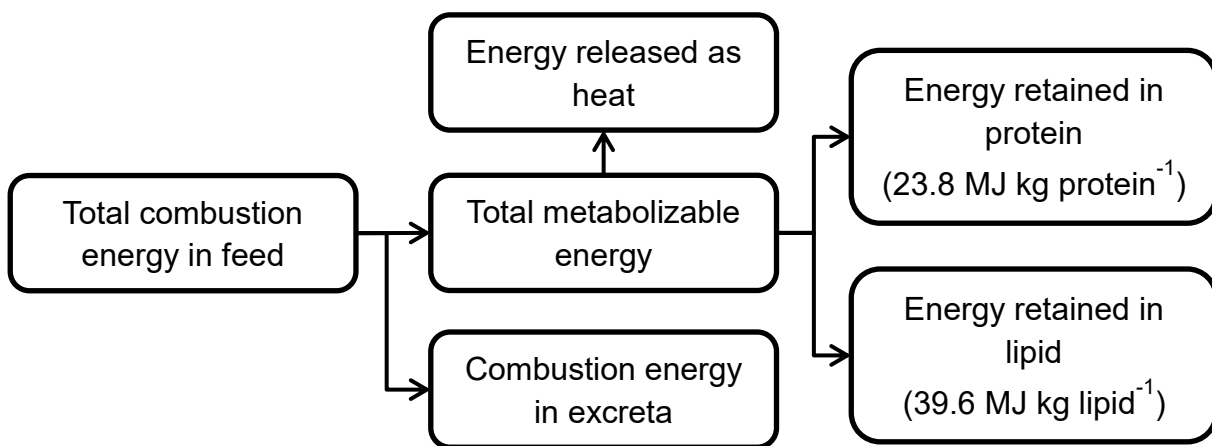 Energy released as
heat
Energy retained in
protein
(23.8 MJ kg protein⁻¹)
Total combustion
energy in feed
Total metabolizable
energy
Energy retained in
lipid
(39.6 MJ kg lipid⁻¹)
Combustion energy
in excreta